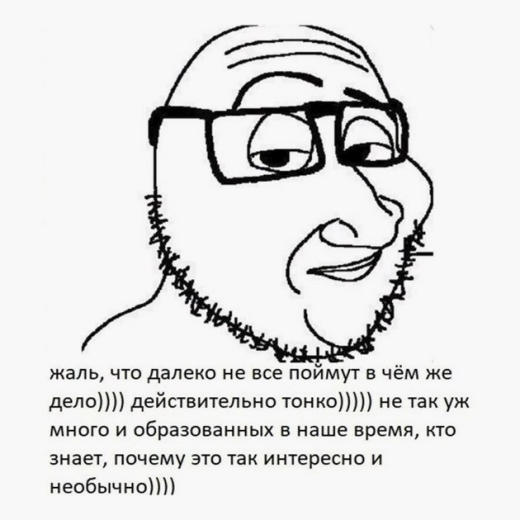 жаль, что далеко не все поймут в чём же
дело)))) действительно тонко))))) не так уж
много и образованных в наше время, кто
знает, почему это так интересно и
необычно))))